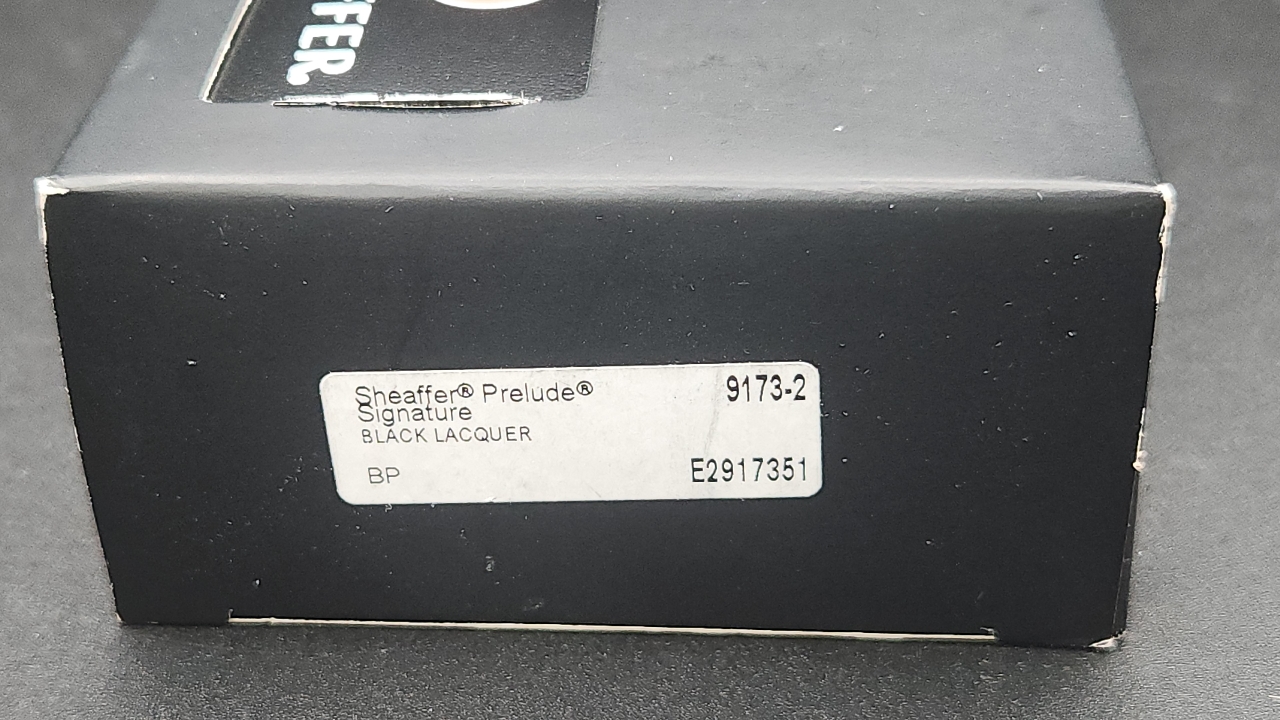 FFER
Sheaffer® Prelude® 9173-2
Signature
BLACK LACQUER
BP E2917351